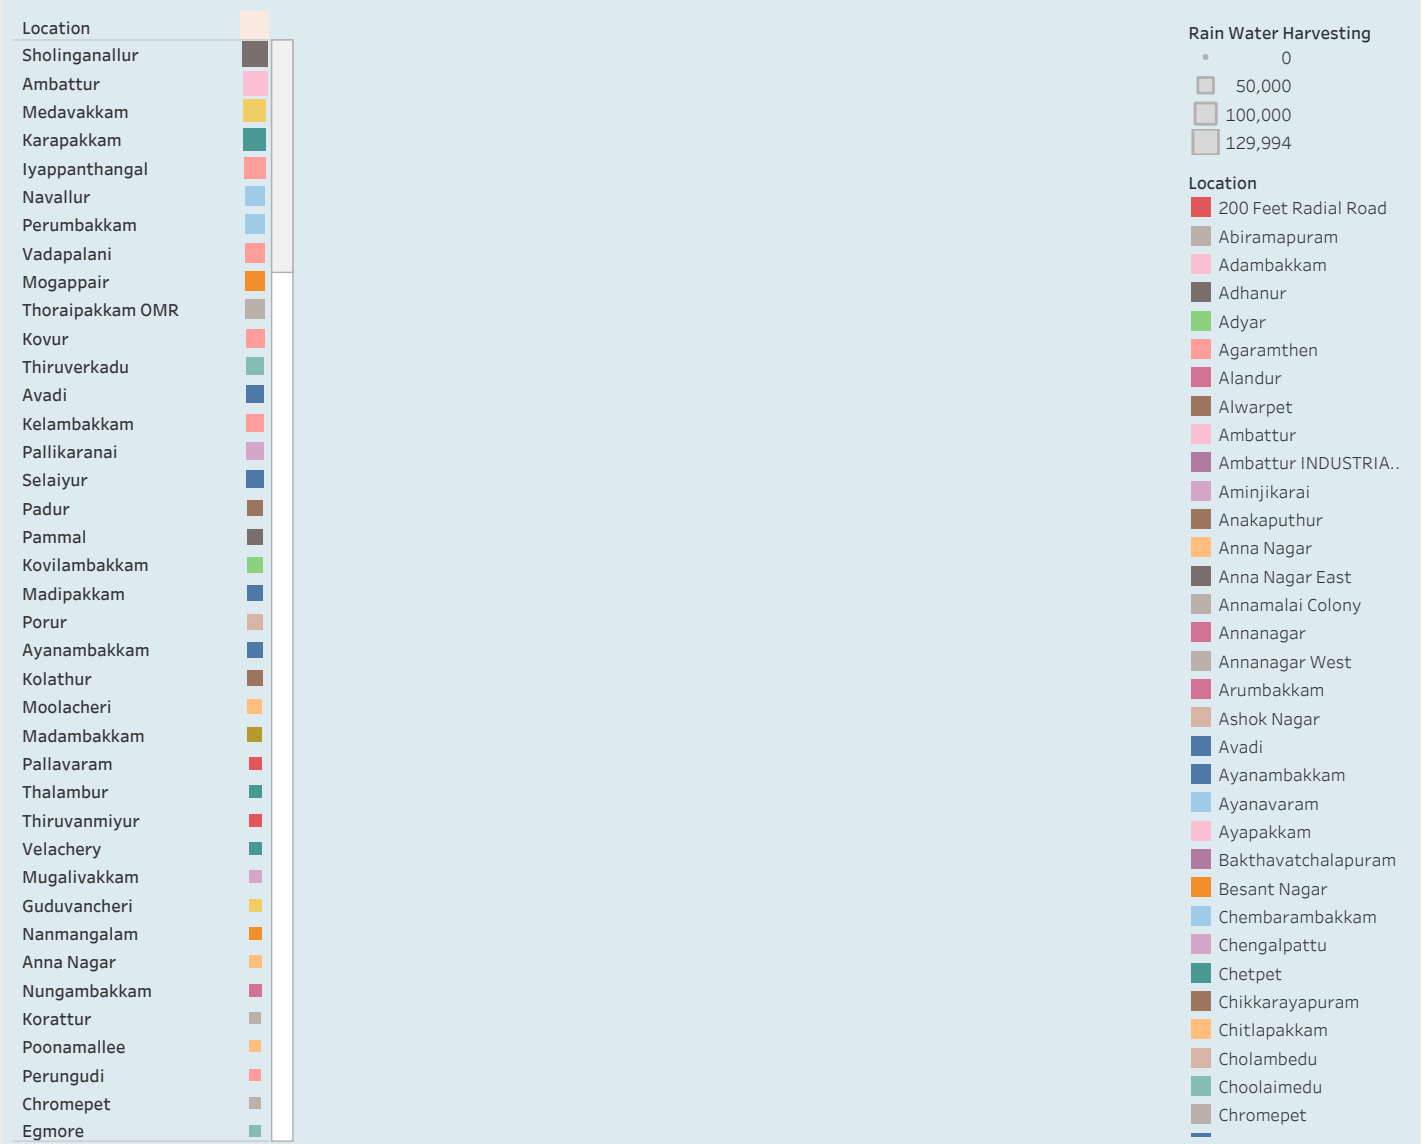 Location
Sholinganallur
Ambattur
Medavakkam
Karapakkam
Iyappanthangal
Navallur
Perumbakkam
Vadapalani
Mogappair
Thoraipakkam OMR
Kovur
Thiruverkadu
Avadi
Kelambakkam
Pallikaranai
Selaiyur
Padur
Pammal
Kovilambakkam
Madipakkam
Porur
Ayanambakkam
Kolathur
Moolacheri
Madambakkam
Pallavaram
Thalambur
Thiruvanmiyur
Velachery
Mugalivakkam
Guduvancheri
Nanmangalam
Anna Nagar
Nungambakkam
Korattur
Poonamallee
Perungudi
Chromepet
Egmore
Rain Water Harvesting
0
50,000
100,000
129,994
Location
200 Feet Radial Road
Abiramapuram
Adambakkam
Adhanur
Adyar
Agaramthen
Alandur
Alwarpet
Ambattur
Ambattur INDUSTRIA..
Aminjikarai
Anakaputhur
Anna Nagar
Anna Nagar East
Annamalai Colony
Annanagar
Annanagar West
Arumbakkam
Ashok Nagar
Avadi
Ayanambakkam
Ayanavaram
Ayapakkam
Bakthavatchalapuram
Besant Nagar
Chembarambakkam
Chengalpattu
Chetpet
Chikkarayapuram
Chitlapakkam
Cholambedu
Choolaimedu
Chromepet